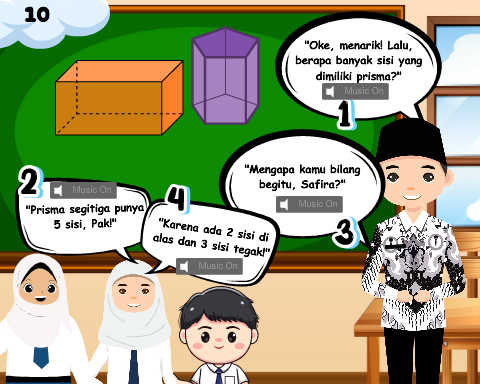 10
"Oke, menarik! Lalu,
berapa banyak sisi yang
dimiliki prisma?"
Music On
1
2
Music On
"Prisma segitiga punya
5 sisi, Pak!"
"Mengapa kamu bilang
begitu, Safira?"
Music On
3
4
"Karena ada 2 sisi di
alas dan 3 sisi tegak!"
Music On